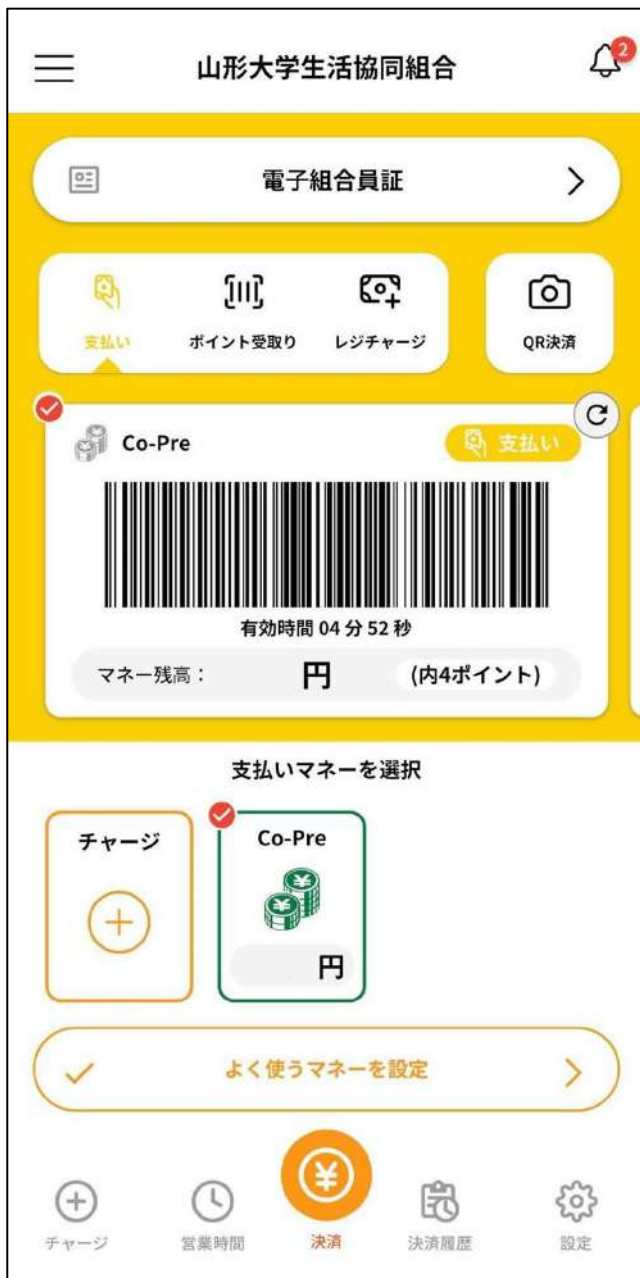 山形大学生活協同組合
2
電子組合員証
支払い
ポイント受取り
レジチャージ
QR決済
Co-Pre
支払い
有効時間 04 分 52 秒
マネー残高：
円
(内4ポイント)
支払いマネーを選択
チャージ
Co-Pre
円
よく使うマネーを設定
チャージ
営業時間
決済
決済履歴
設定